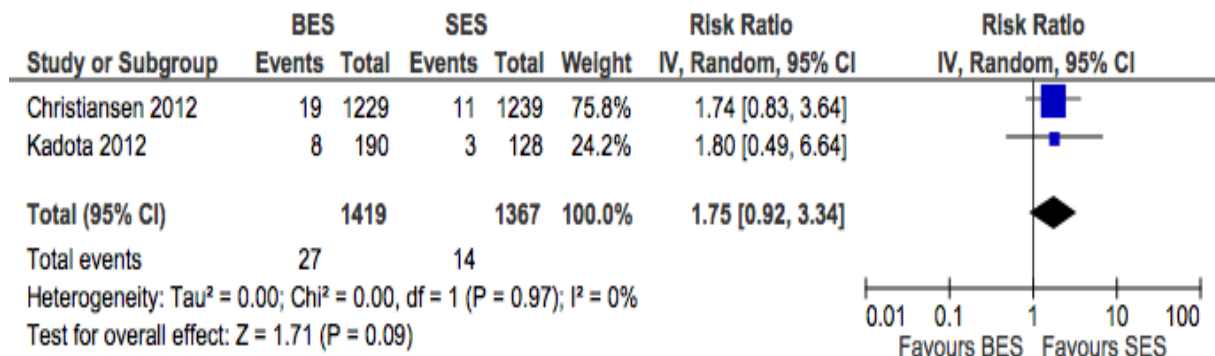 BES SES Risk Ratio Risk Ratio
Study or Subgroup Events Total Events Total Weight IV, Random, 95% CI IV, Random, 95% CI
Christiansen 2012 19 1229 11 1239 75.8% 1.74 [0.83, 3.64]
Kadota 2012 8 190 3 128 24.2% 1.80 [0.49, 6.64]
Total (95% CI) 1419 1367 100.0% 1.75 [0.92, 3.34]
Total events 27 14
Heterogeneity: Tau² = 0.00; Chi² = 0.00, df = 1 (P = 0.97); I² = 0%
Test for overall effect: Z = 1.71 (P = 0.09)
0.01 0.1 1 10 100
Favours BES Favours SES